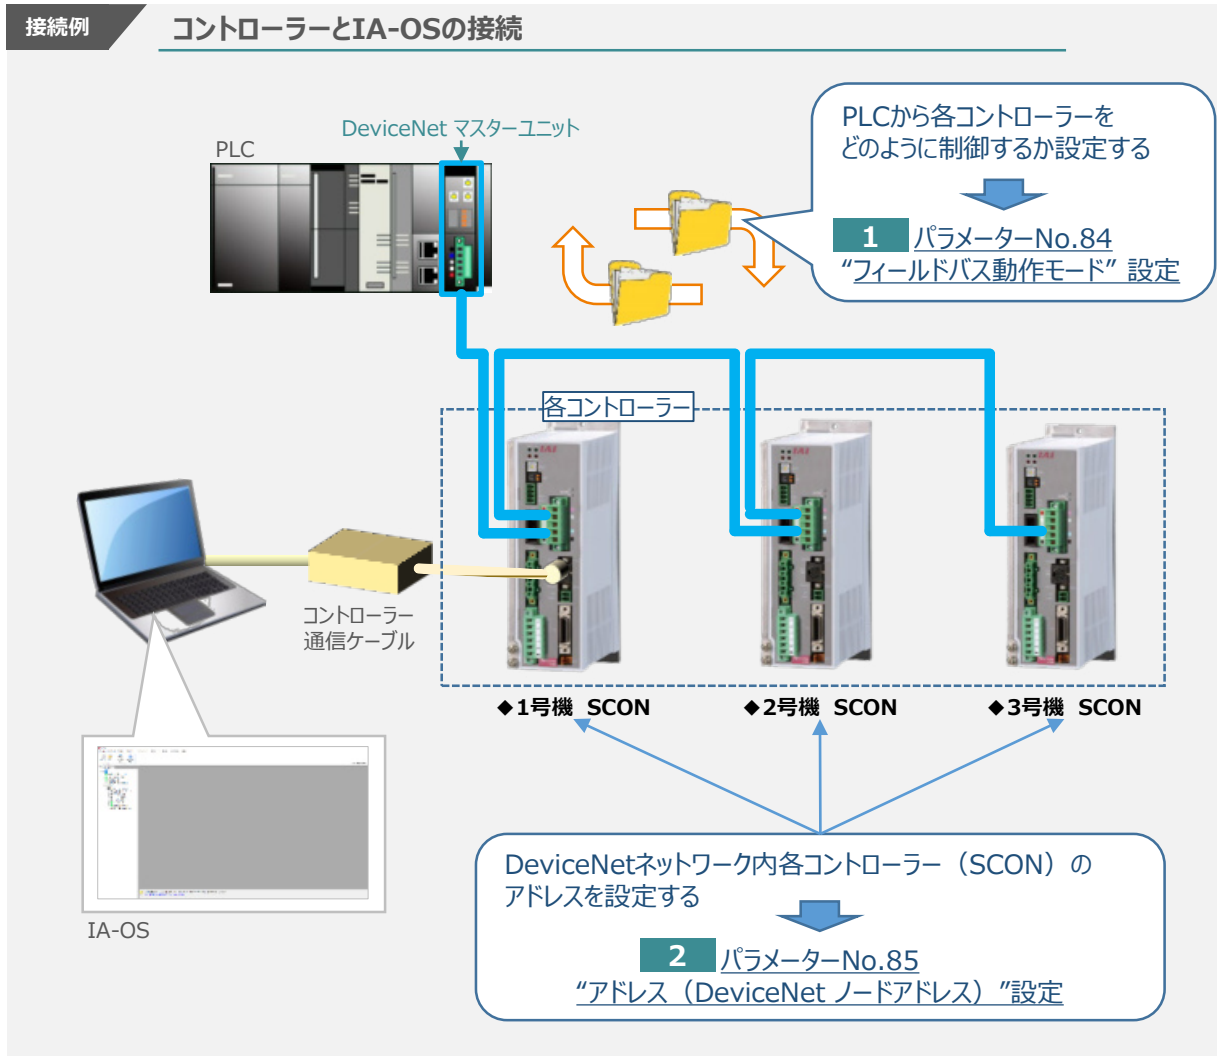 接続例
コントローラーとIA-OSの接続
DeviceNet マスターユニット
PLC
PLCから各コントローラーを
どのように制御するか設定する
1 パラメーターNo.84
“フィールドバス動作モード” 設定
各コントローラー
コントローラー
通信ケーブル
◆1号機 SCON
◆2号機 SCON
◆3号機 SCON
IA-OS
DeviceNetネットワーク内各コントローラー（SCON）の
アドレスを設定する
2 パラメーターNo.85
“アドレス（DeviceNet ノードアドレス）”設定